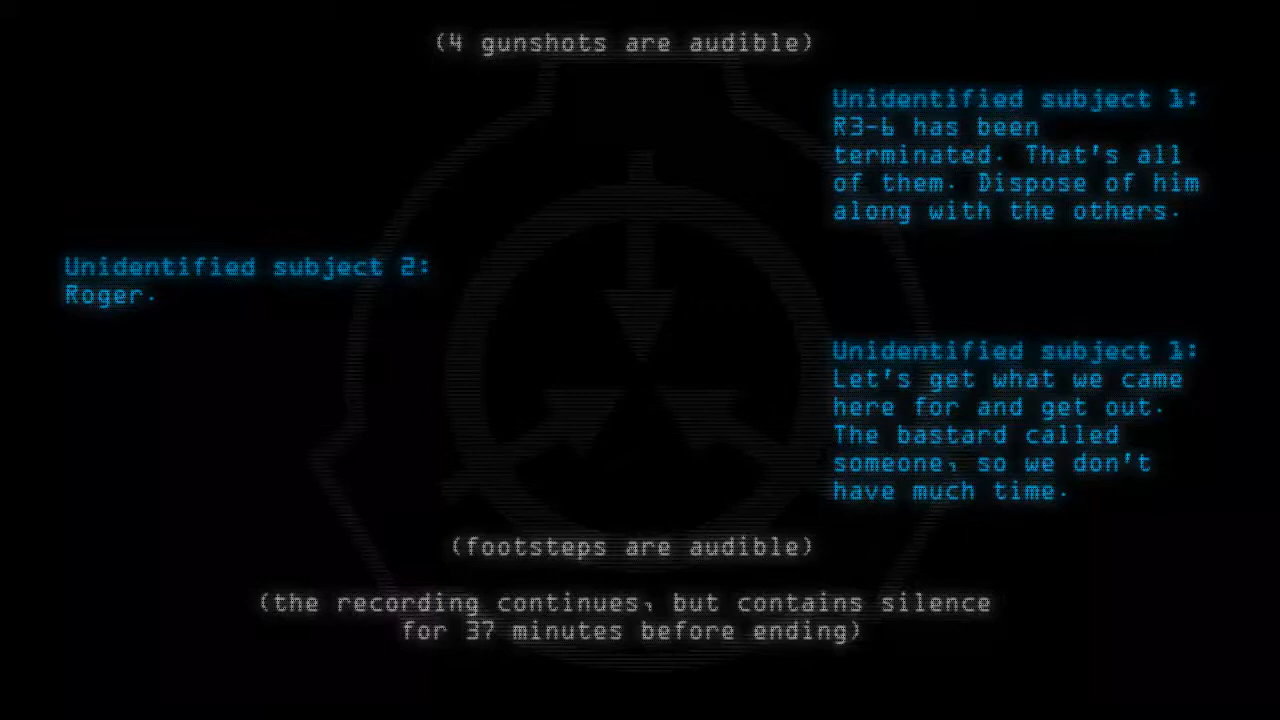 (4 gunshots are audible)
Unidentified subject 1:
R3-6 has been
terminated. That's all
of them. Dispose of him
along with the others.
Unidentified subject 2:
Roger.
Unidentified subject 1:
Let's get what we came
here for and get out.
The bastard called
someone, so we don't
have much time.
(footsteps are audible)
(the recording continues, but contains silence
for 37 minutes before ending)